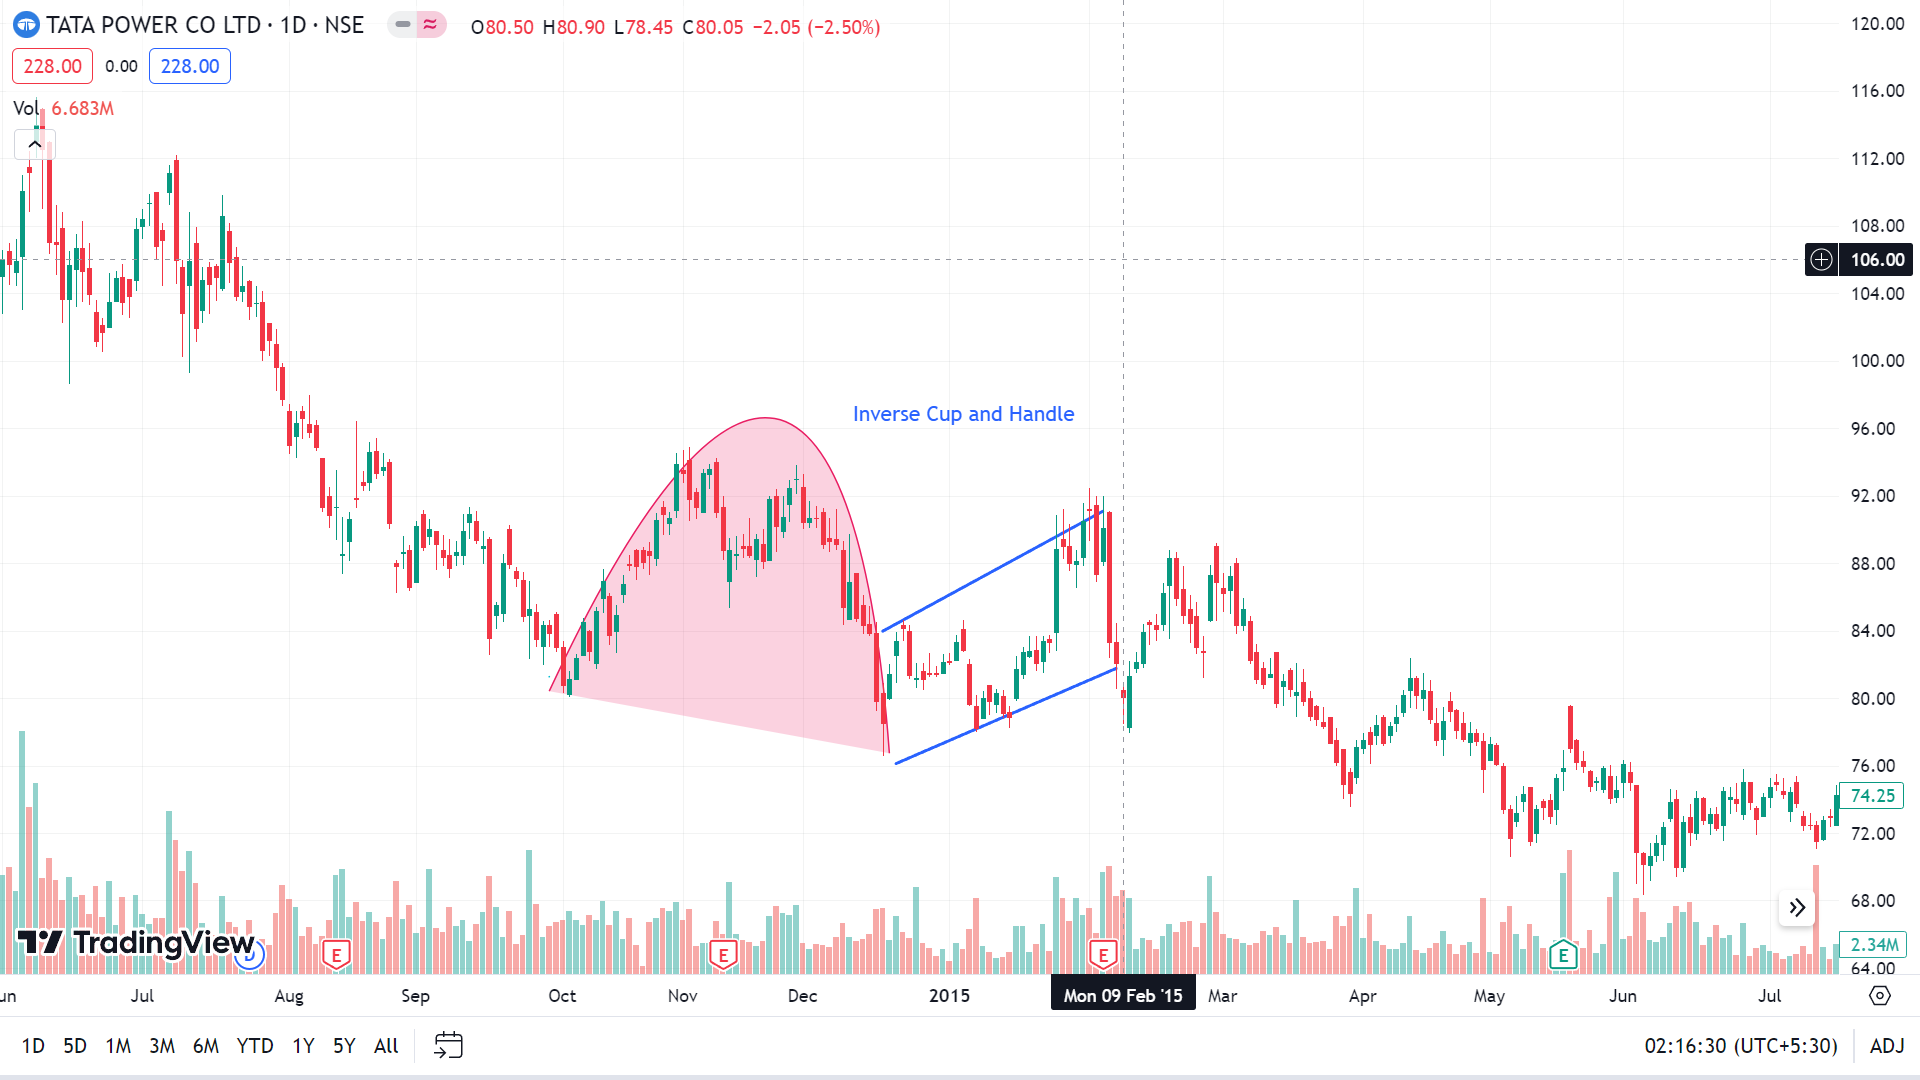 TATA POWER CO LTD · 1D · NSE
O80.50 H80.90 L78.45 C80.05 −2.05 (−2.50%)
228.00 0.00 228.00
Vol 6.683M
Inverse Cup and Handle
120.00
116.00
112.00
108.00
106.00
104.00
100.00
96.00
92.00
88.00
84.00
80.00
76.00
74.25
72.00
68.00
2.34M
64.00
TradingView
D
E
E
E
E
un Jul Aug Sep Oct Nov Dec 2015 Mon 09 Feb '15 Mar Apr May Jun Jul
1D 5D 1M 3M 6M YTD 1Y 5Y All
02:16:30 (UTC+5:30) ADJ